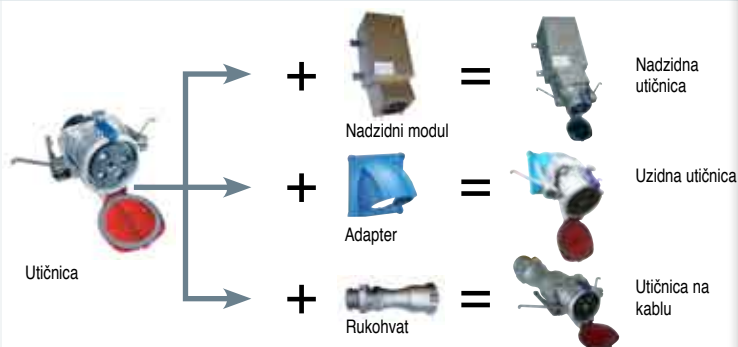 Utičnica
+
Nadzidni modul
=
Nadzidna
utičnica
+
Adapter
=
Uzidna utičnica
+
Rukohvat
=
Utičnica na
kablu